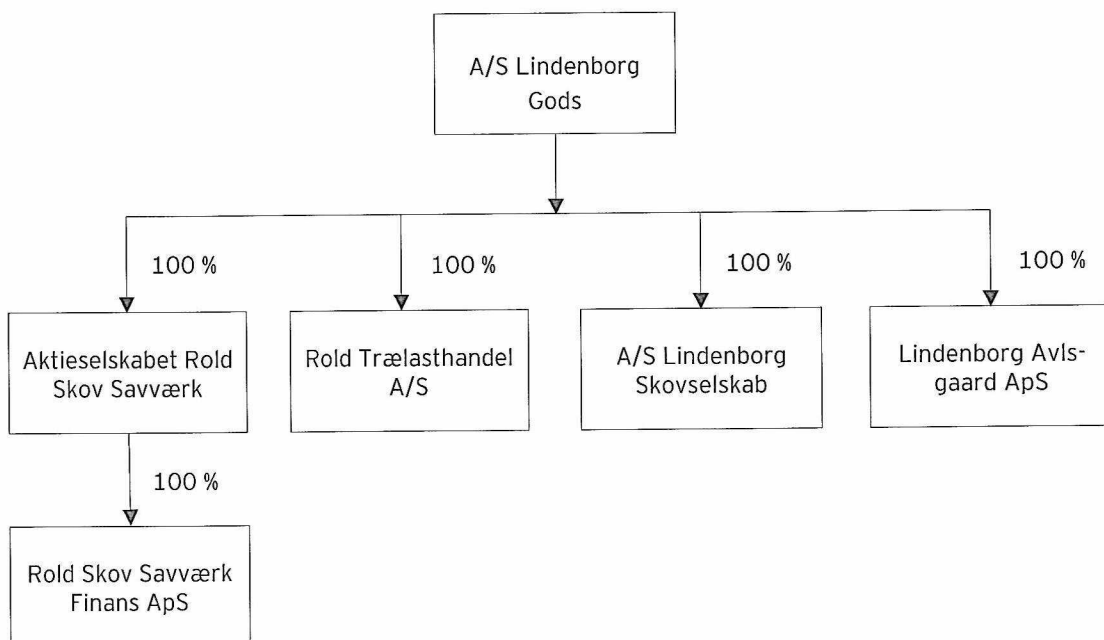 A/S Lindenborg
Gods
100 %
100 %
100 %
100 %
Aktieselskabet Rold
Skov Savværk
Rold Trælasthandel
A/S
A/S Lindenborg
Skovselskab
Lindenborg Avls-
gaard ApS
100 %
Rold Skov Savværk
Finans ApS